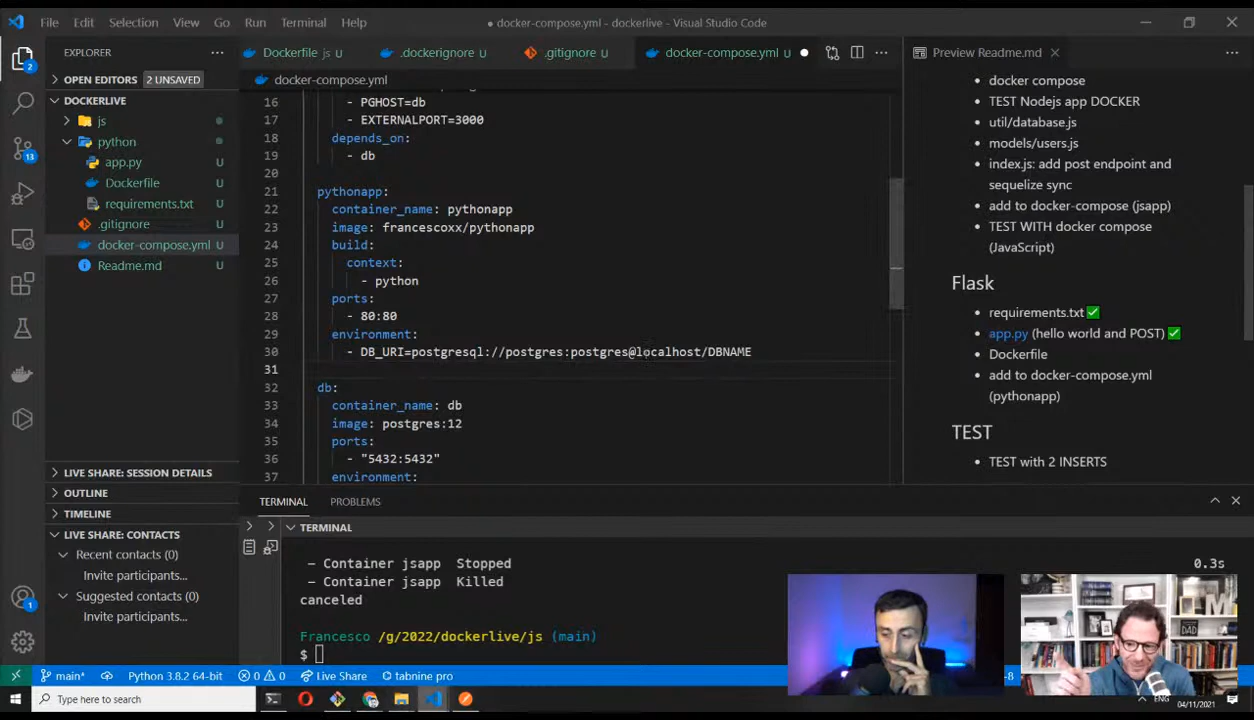 File Edit Selection View Go Run Terminal Help
● docker-compose.yml - dockerlive - Visual Studio Code
EXPLORER
Dockerfile js U
.dockerignore U
.gitignore U
docker-compose.yml U
Preview Readme.md
OPEN EDITORS 2 UNSAVED
docker-compose.yml
DOCKERLIVE
js
python
app.py U
Dockerfile U
requirements.txt U
.gitignore U
docker-compose.yml U
Readme.md U
2
13
16 - PGHOST=db
17 - EXTERNALPORT=3000
18 depends_on:
19 - db
20
21 pythonapp:
22 container_name: pythonapp
23 image: francescoxx/pythonapp
24 build:
25 context:
26 - python
27 ports:
28 - 80:80
29 environment:
30 - DB_URI=postgresql://postgres:postgres@localhost/DBNAME
31
32 db:
33 container_name: db
34 image: postgres:12
35 ports:
36 - "5432:5432"
37 environment:
docker compose
TEST Nodejs app DOCKER
util/database.js
models/users.js
index.js: add post endpoint and
sequelize sync
add to docker-compose (jsapp)
TEST WITH docker compose
(JavaScript)
Flask
requirements.txt ✅
app.py (hello world and POST) ✅
Dockerfile
add to docker-compose.yml
(pythonapp)
TEST
TEST with 2 INSERTS
LIVE SHARE: SESSION DETAILS
OUTLINE
TIMELINE
LIVE SHARE: CONTACTS
Recent contacts (0)
Invite participants...
Suggested contacts (0)
Invite participants...
1
TERMINAL PROBLEMS
TERMINAL
- Container jsapp Stopped 0.3s
- Container jsapp Killed
canceled
Francesco /g/2022/dockerlive/js (main)
$
main* Python 3.8.2 64-bit 0 0 Live Share tabnine pro
Type here to search
ENG
04/11/2021
DAD